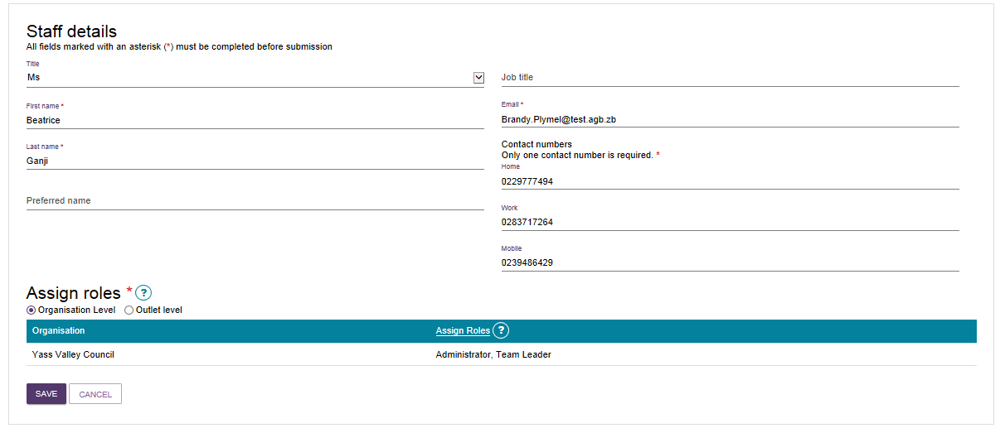 Staff details
All fields marked with an asterisk (*) must be completed before submission
Title
Ms
First name *
Beatrice
Last name *
Ganji
Preferred name
Job title
Email *
Brandy.Plymel@test.agb.zb
Contact numbers
Only one contact number is required. *
Home
0229777494
Work
0283717264
Mobile
0239486429
Assign roles * ?
Organisation Level Outlet level
Organisation Assign Roles ?
Yass Valley Council Administrator, Team Leader
SAVE CANCEL